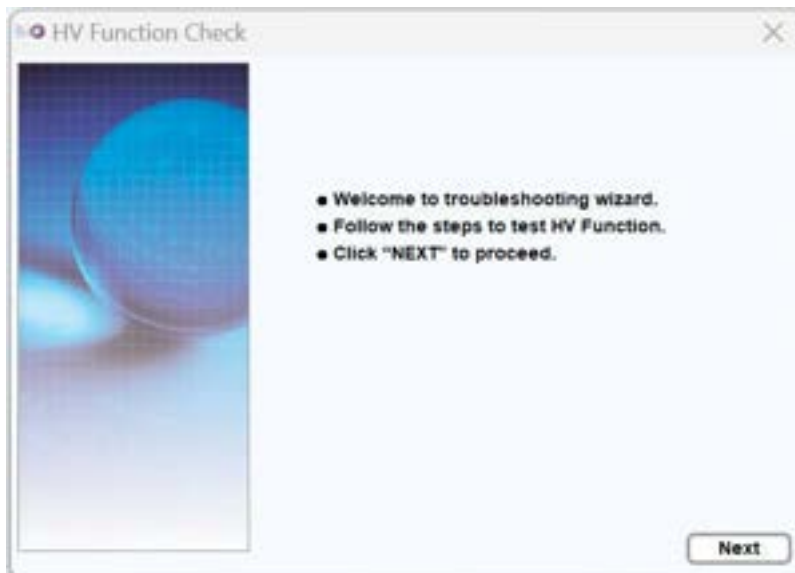 HV Function Check
• Welcome to troubleshooting wizard.
• Follow the steps to test HV Function.
• Click "NEXT" to proceed.
Next